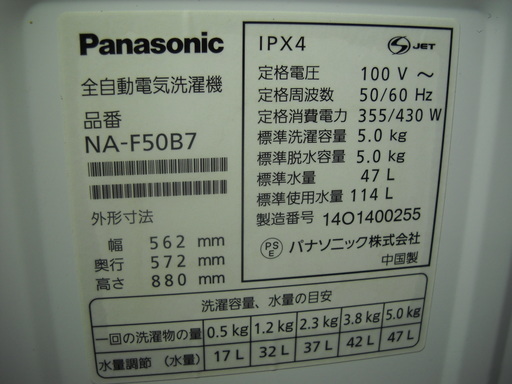 Panasonic
全自動電気洗濯機
品番
NA-F50B7
外形寸法
幅 562 mm
奥行 572 mm
高さ 880 mm
IPX4 S JET
定格電圧 100 V ～
定格周波数 50/60 Hz
定格消費電力 355/430 W
標準洗濯容量 5.0 kg
標準脱水容量 5.0 kg
標準水量 47 L
標準使用水量 114 L
製造番号 14O1400255
PS E パナソニック株式会社
中国製
洗濯容量、水量の目安
一回の洗濯物の量 0.5 kg 1.2 kg 2.3 kg 3.8 kg 5.0 kg
水量調節 (水量) 17 L 32 L 37 L 42 L 47 L